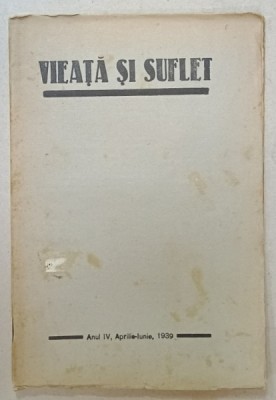 VIEAȚĂ ȘI SUFLET
Anul IV, Aprilie-Iunie, 1939